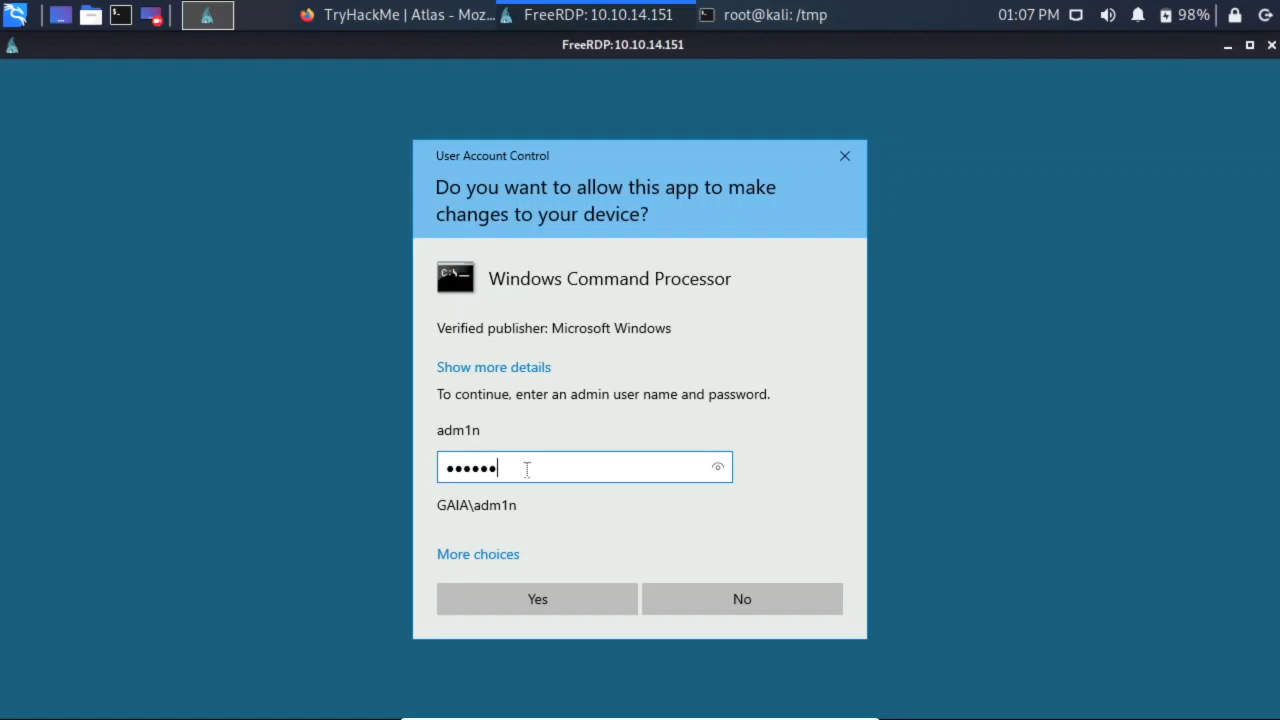 TryHackMe | Atlas - Moz...
FreeRDP: 10.10.14.151
root@kali: /tmp
01:07 PM
98%
FreeRDP: 10.10.14.151
User Account Control
Do you want to allow this app to make
changes to your device?
C:\
Windows Command Processor
Verified publisher: Microsoft Windows
Show more details
To continue, enter an admin user name and password.
adm1n
••••••
GAIA\adm1n
More choices
Yes
No